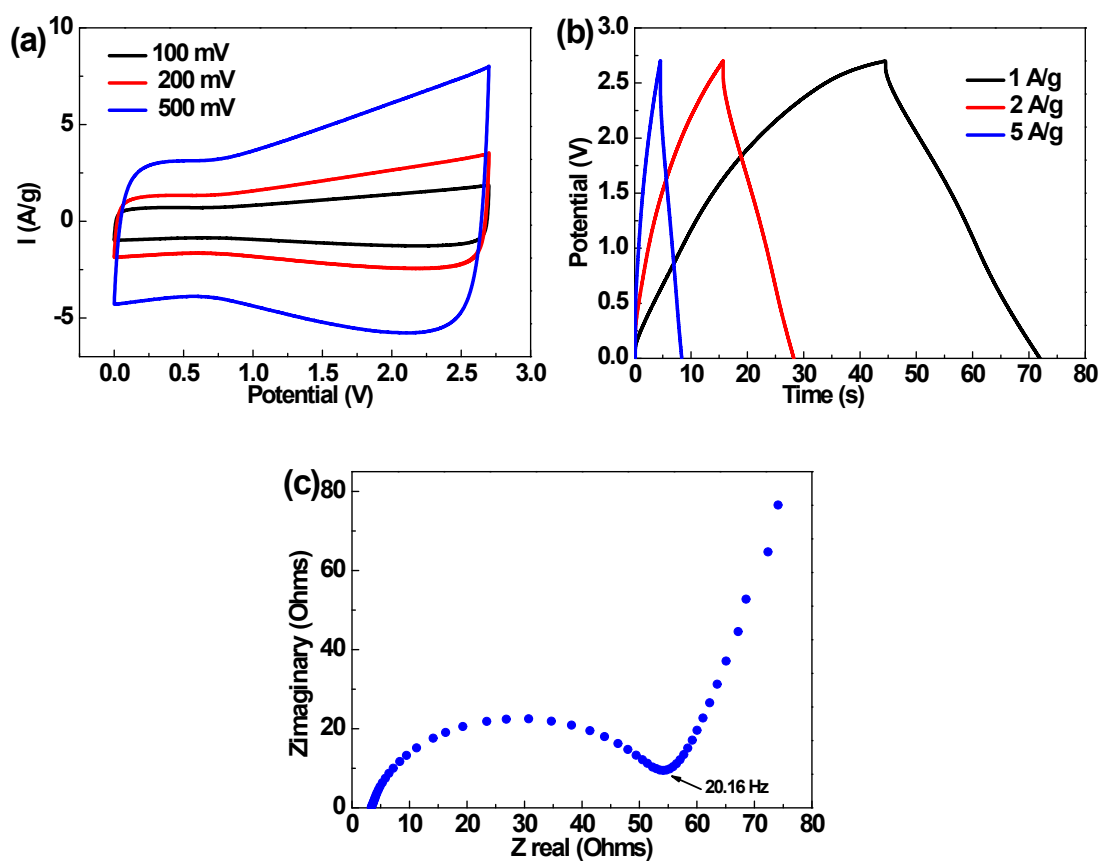 (a)
100 mV
200 mV
500 mV
I (A/g)
10
5
0
-5
0.0 0.5 1.0 1.5 2.0 2.5 3.0
Potential (V)
(b)
1 A/g
2 A/g
5 A/g
Potential (V)
3.0
2.5
2.0
1.5
1.0
0.5
0.0
0 10 20 30 40 50 60 70 80
Time (s)
(c)
Zimaginary (Ohms)
80
60
40
20
0
20.16 Hz
0 10 20 30 40 50 60 70 80
Z real (Ohms)